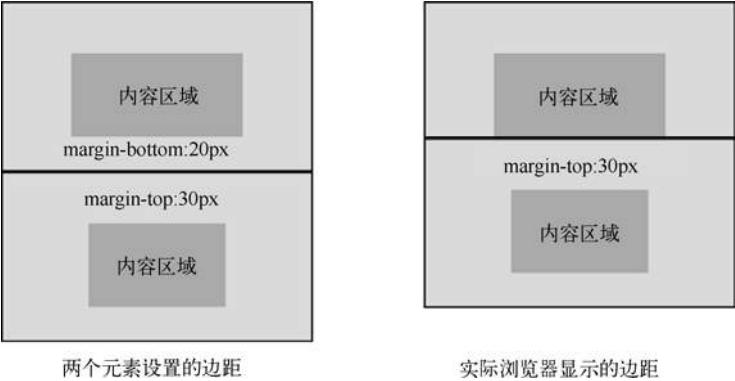 内容区域
margin-bottom:20px
margin-top:30px
内容区域
两个元素设置的边距
内容区域
margin-top:30px
内容区域
实际浏览器显示的边距